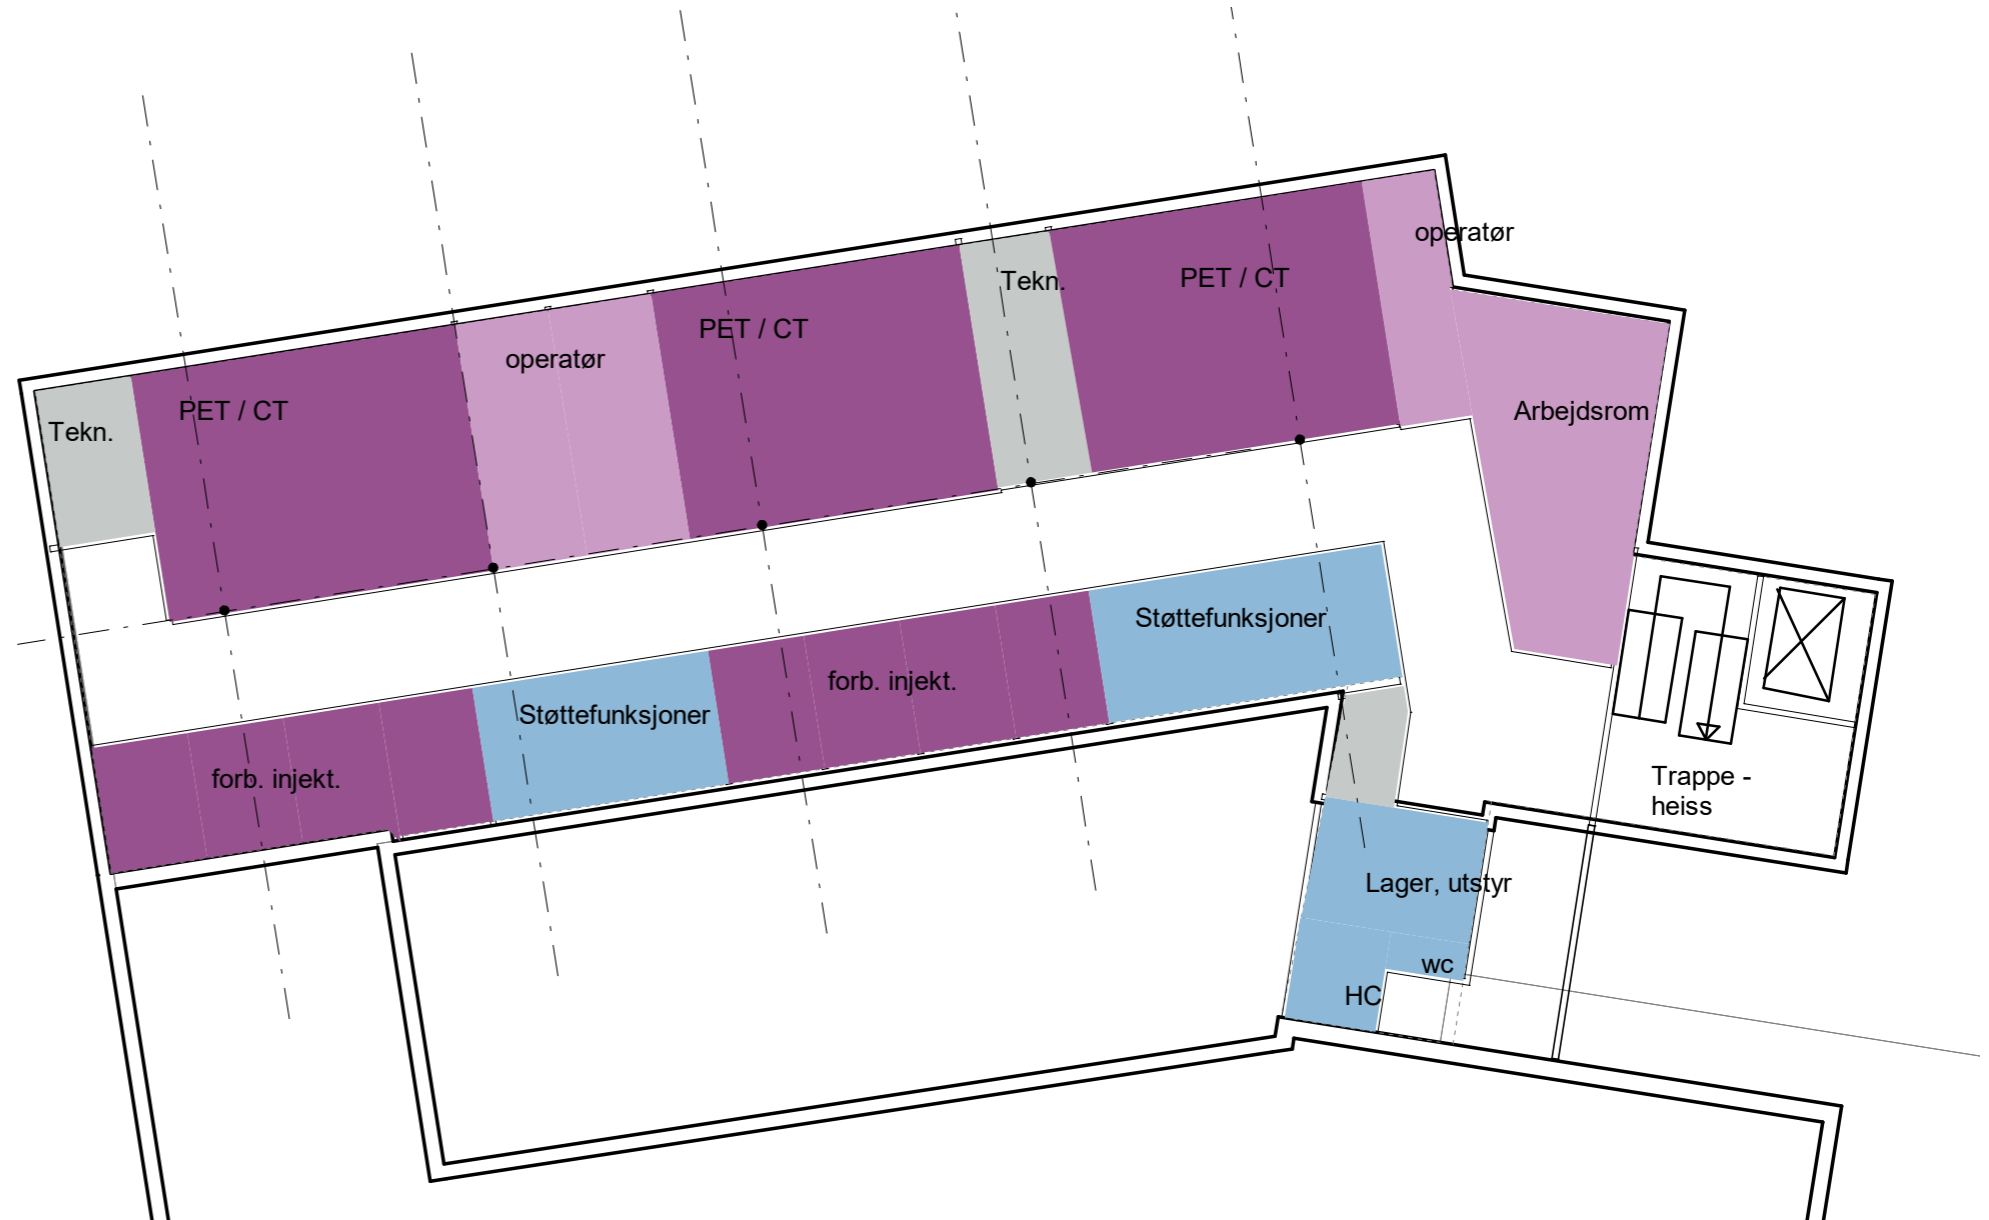 operatør
Tekn.
PET / CT
PET / CT
operatør
PET / CT
Tekn.
Arbejdsrom
Støttefunksjoner
forb. injekt.
Støttefunksjoner
forb. injekt.
Trappe -
heiss
Lager, utstyr
wc
HC